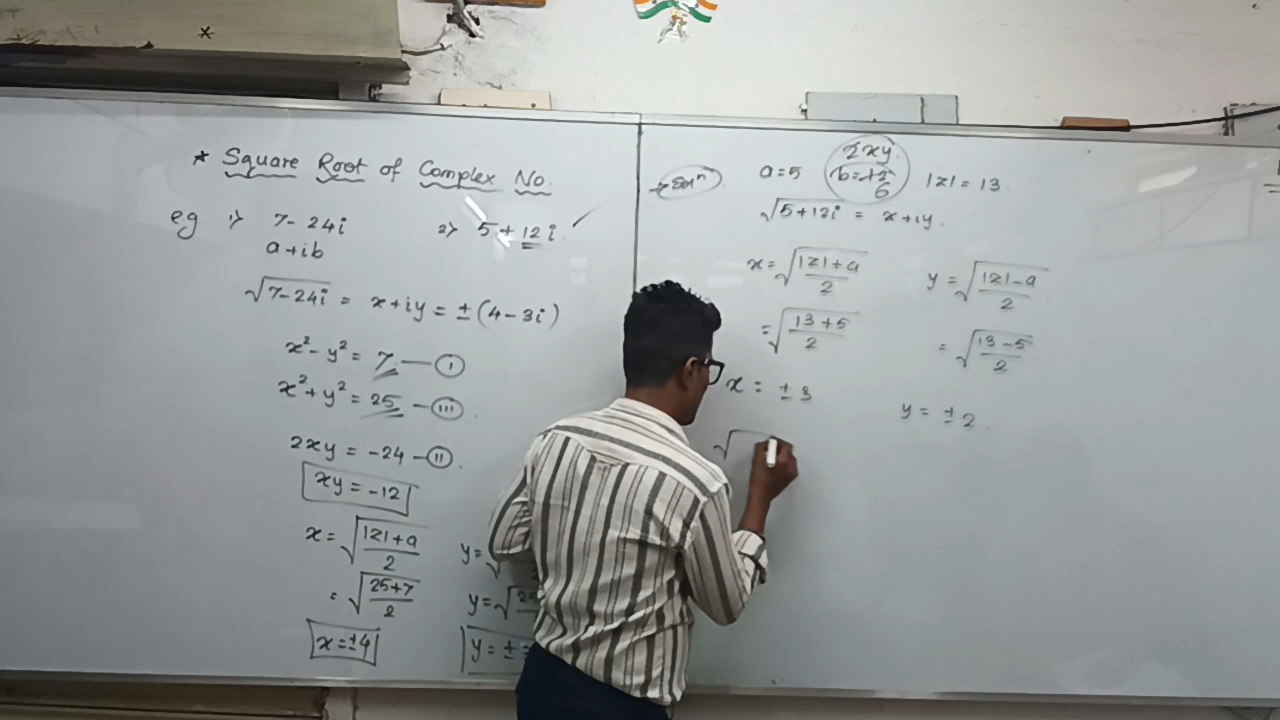 * Square Root of Complex No.
eg 1> 7-24i 2> 5+12i
a+ib
√7-24i = x+iy = ±(4-3i)
x²-y² = 7 — I
x²+y² = 25 — III
2xy = -24 — II
xy = -12
x = √|z|+a/2
= √25+7/2
x=±4
y=
y=√
y=±
→ Solⁿ a=5 2xy |z|=13
√5+12i = x+iy
x = √|z|+a/2 y = √|z|-a/2
= √13+5/2 = √13-5/2
x = ±3 y = ±2